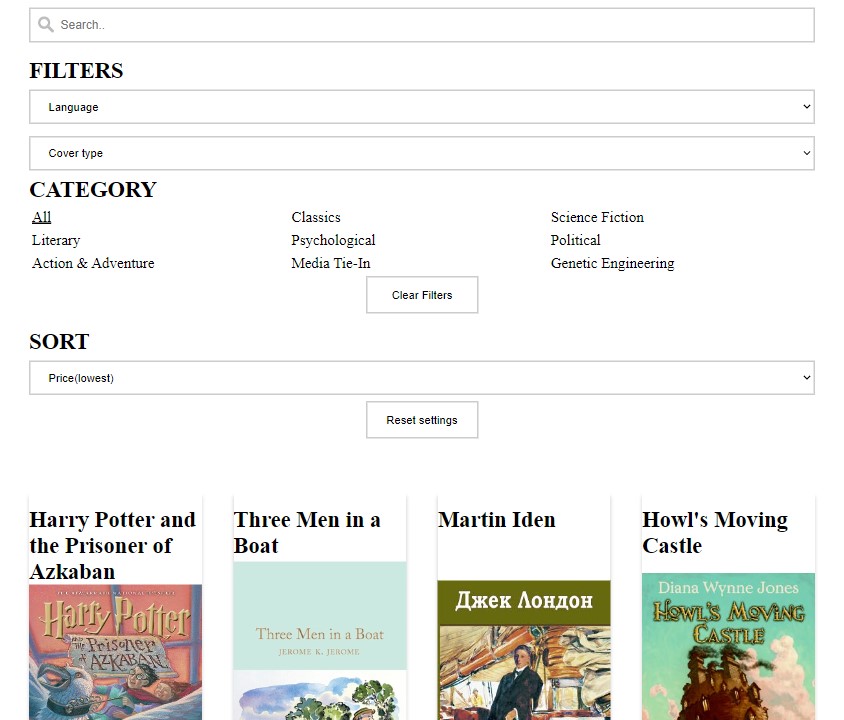 Search..
FILTERS
Language
Cover type
CATEGORY
All Classics Science Fiction
Literary Psychological Political
Action & Adventure Media Tie-In Genetic Engineering
Clear Filters
SORT
Price(lowest)
Reset settings
Harry Potter and
the Prisoner of
Azkaban
Harry Potter
and the
Prisoner of
AZKABAN
Three Men in a
Boat
Three Men in a Boat
JEROME K. JEROME
Martin Iden
Джек Лондон
Howl's Moving
Castle
Diana Wynne Jones
HOWL'S MOVING
CASTLE